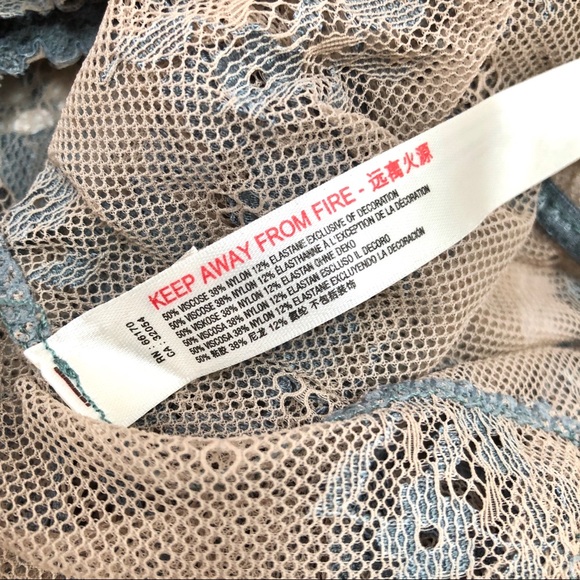 KEEP AWAY FROM FIRE - 远离火源
50% VISCOSE 38% NYLON 12% ELASTANE EXCLUSIVE OF DECORATION
50% VISCOSE 38% NYLON 12% ÉLASTHANNE À L'EXCEPTION DE LA DÉCORATION
50% VISKOSE 38% NYLON 12% ELASTAN OHNE DEKO
50% VISCOSA 38% NYLON 12% ELASTAN ESCLUSO IL DECORO
50% VISCOSA 38% NYLON 12% ELASTANE EXCLUYENDO LA DECORACIÓN
50% 粘胶 38% 尼龙 12% 氨纶 不包括装饰
RN: 66170
CA: 32054